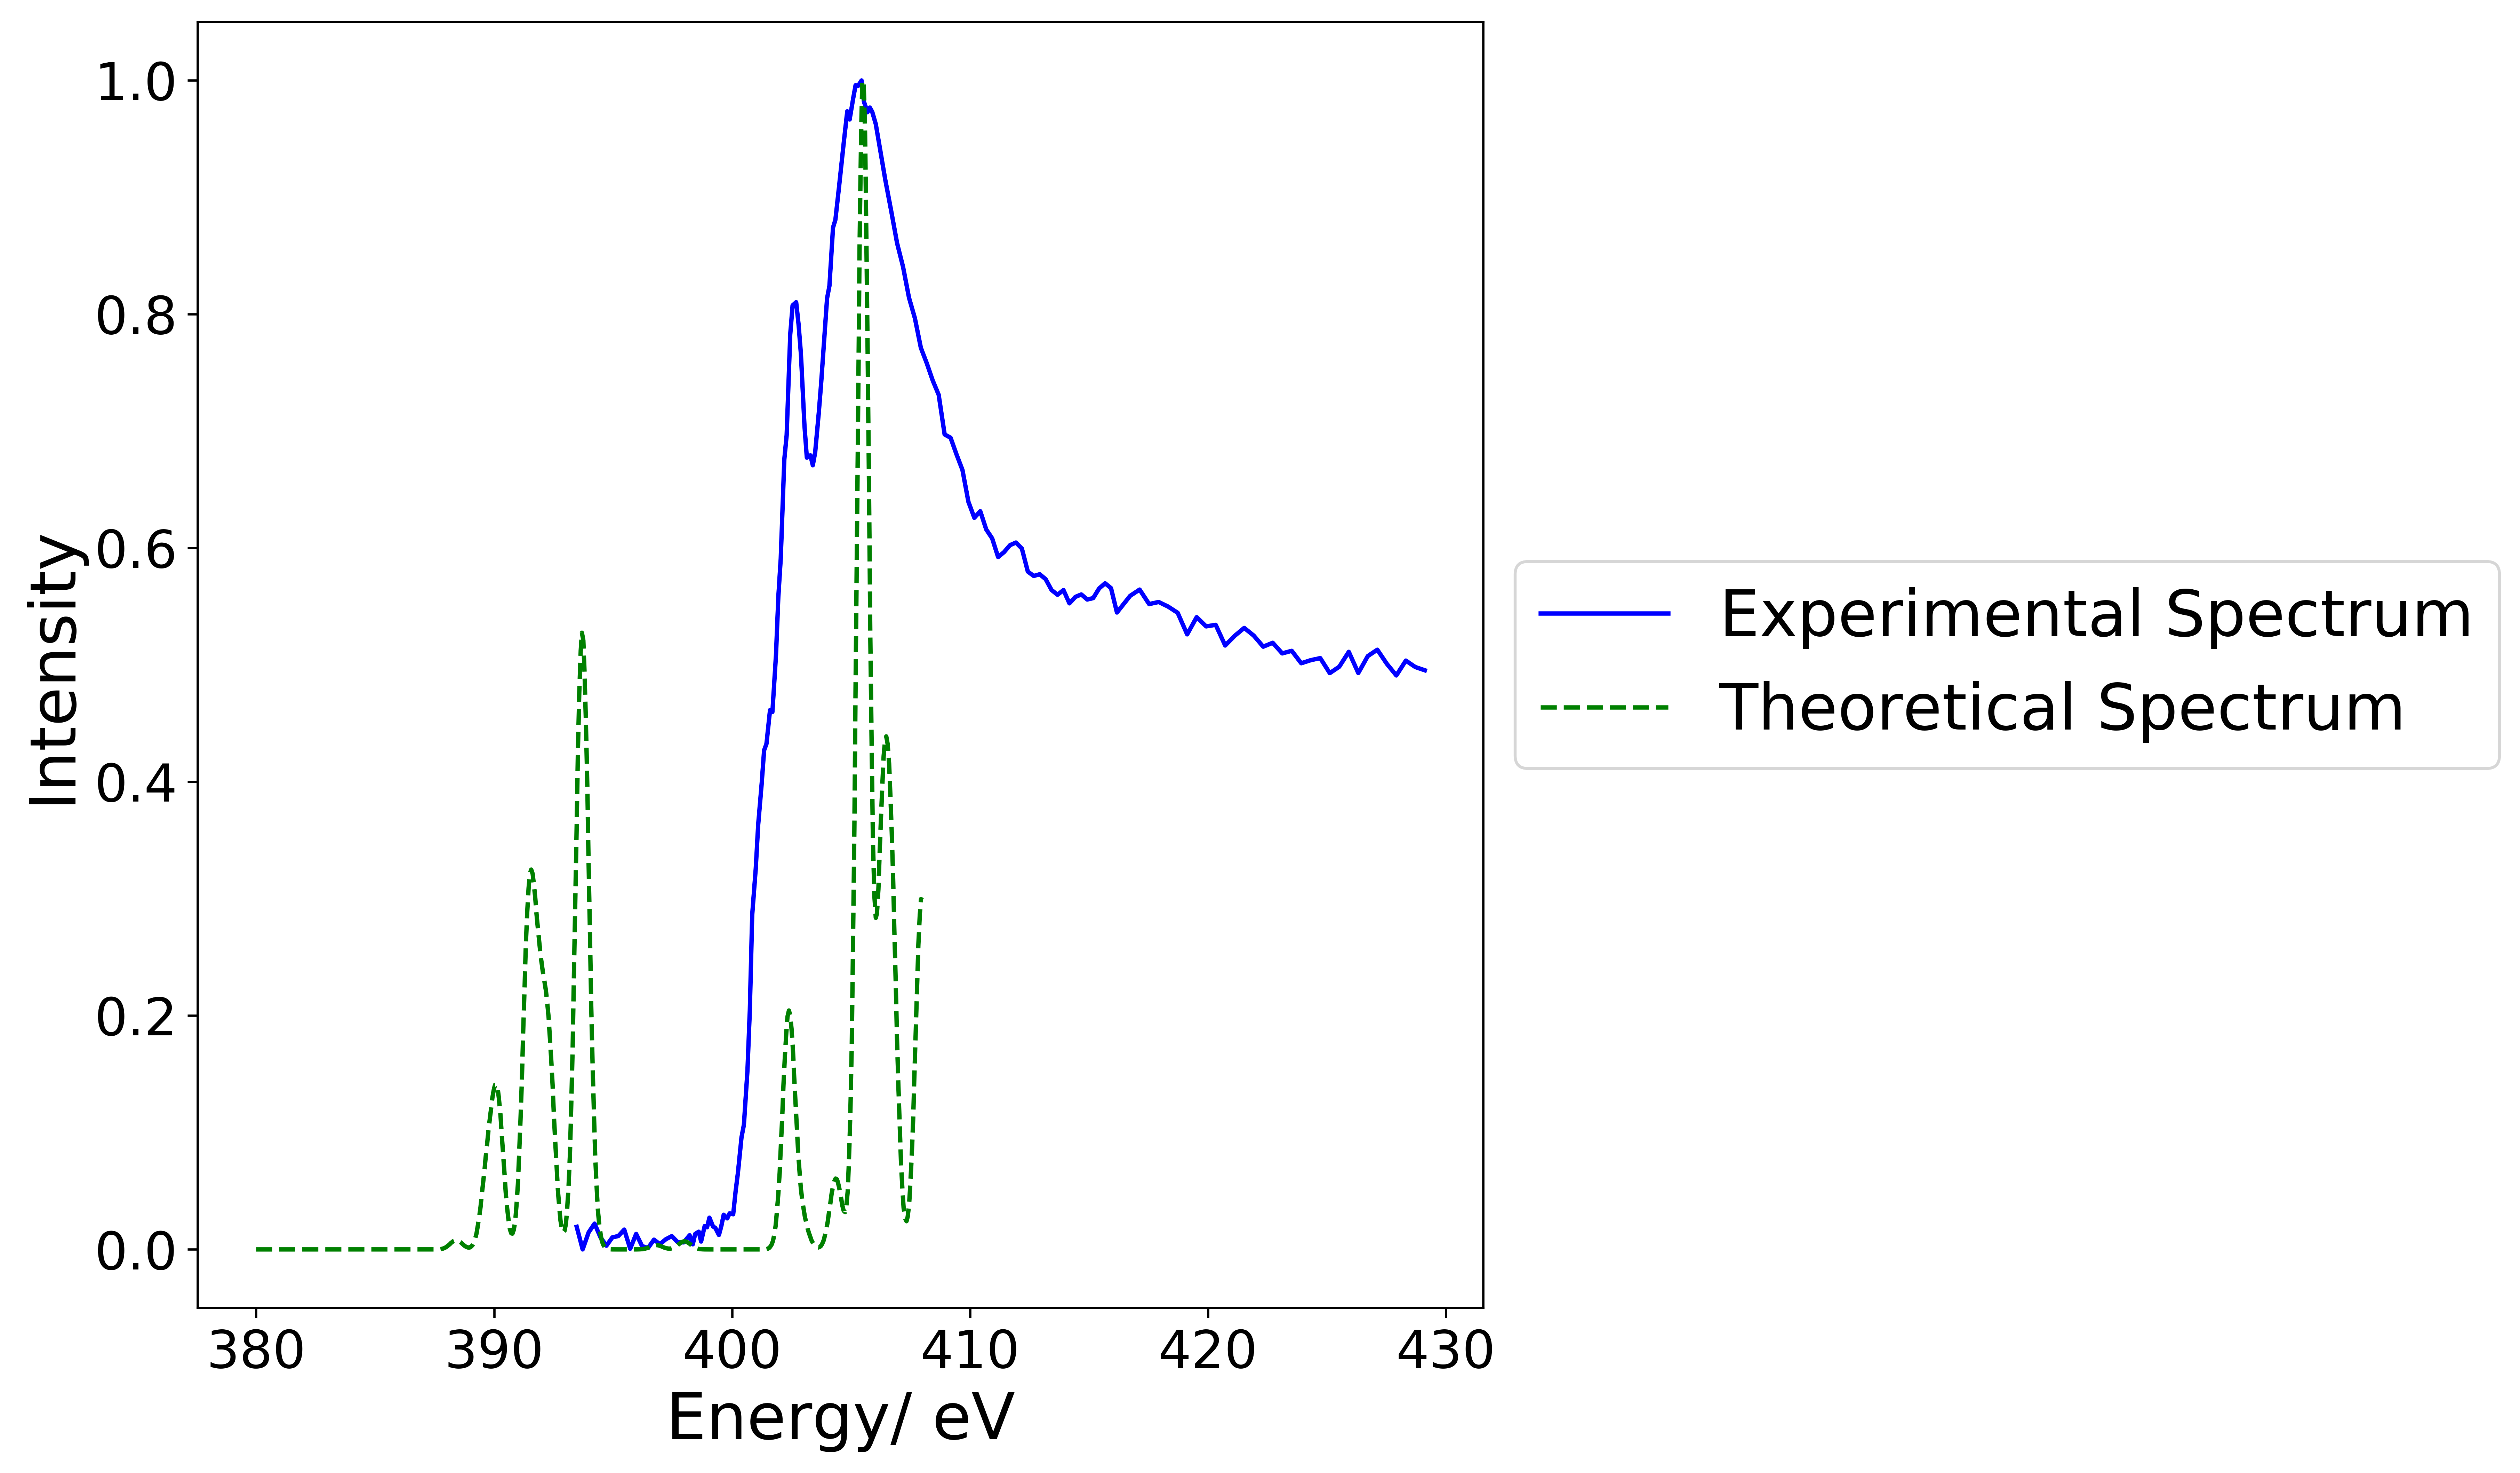 1.0
0.8
0.6
0.4
0.2
0.0
Intensity
380 390 400 410 420 430
Energy/ eV
Experimental Spectrum
Theoretical Spectrum